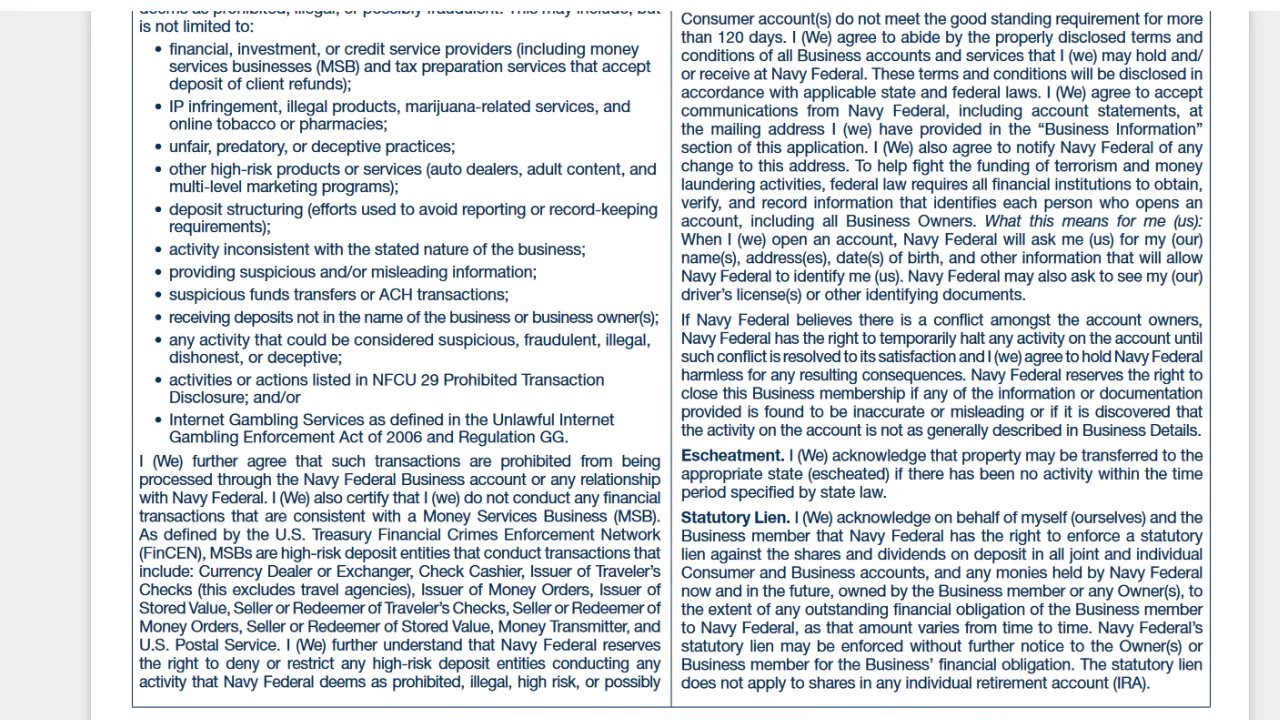 deems as prohibited, illegal, or possibly fraudulent. This may include, but
is not limited to:
• financial, investment, or credit service providers (including money
services businesses (MSB) and tax preparation services that accept
deposit of client refunds);
• IP infringement, illegal products, marijuana-related services, and
online tobacco or pharmacies;
• unfair, predatory, or deceptive practices;
• other high-risk products or services (auto dealers, adult content, and
multi-level marketing programs);
• deposit structuring (efforts used to avoid reporting or record-keeping
requirements);
• activity inconsistent with the stated nature of the business;
• providing suspicious and/or misleading information;
• suspicious funds transfers or ACH transactions;
• receiving deposits not in the name of the business or business owner(s);
• any activity that could be considered suspicious, fraudulent, illegal,
dishonest, or deceptive;
• activities or actions listed in NFCU 29 Prohibited Transaction
Disclosure; and/or
• Internet Gambling Services as defined in the Unlawful Internet
Gambling Enforcement Act of 2006 and Regulation GG.
I (We) further agree that such transactions are prohibited from being
processed through the Navy Federal Business account or any relationship
with Navy Federal. I (We) also certify that I (we) do not conduct any financial
transactions that are consistent with a Money Services Business (MSB).
As defined by the U.S. Treasury Financial Crimes Enforcement Network
(FinCEN), MSBs are high-risk deposit entities that conduct transactions that
include: Currency Dealer or Exchanger, Check Cashier, Issuer of Traveler's
Checks (this excludes travel agencies), Issuer of Money Orders, Issuer of
Stored Value, Seller or Redeemer of Traveler's Checks, Seller or Redeemer of
Money Orders, Seller or Redeemer of Stored Value, Money Transmitter, and
U.S. Postal Service. I (We) further understand that Navy Federal reserves
the right to deny or restrict any high-risk deposit entities conducting any
activity that Navy Federal deems as prohibited, illegal, high risk, or possibly
Consumer account(s) do not meet the good standing requirement for more
than 120 days. I (We) agree to abide by the properly disclosed terms and
conditions of all Business accounts and services that I (we) may hold and/
or receive at Navy Federal. These terms and conditions will be disclosed in
accordance with applicable state and federal laws. I (We) agree to accept
communications from Navy Federal, including account statements, at
the mailing address I (we) have provided in the “Business Information”
section of this application. I (We) also agree to notify Navy Federal of any
change to this address. To help fight the funding of terrorism and money
laundering activities, federal law requires all financial institutions to obtain,
verify, and record information that identifies each person who opens an
account, including all Business Owners. What this means for me (us):
When I (we) open an account, Navy Federal will ask me (us) for my (our)
name(s), address(es), date(s) of birth, and other information that will allow
Navy Federal to identify me (us). Navy Federal may also ask to see my (our)
driver's license(s) or other identifying documents.
If Navy Federal believes there is a conflict amongst the account owners,
Navy Federal has the right to temporarily halt any activity on the account until
such conflict is resolved to its satisfaction and I (we) agree to hold Navy Federal
harmless for any resulting consequences. Navy Federal reserves the right to
close this Business membership if any of the information or documentation
provided is found to be inaccurate or misleading or if it is discovered that
the activity on the account is not as generally described in Business Details.
Escheatment. I (We) acknowledge that property may be transferred to the
appropriate state (escheated) if there has been no activity within the time
period specified by state law.
Statutory Lien. I (We) acknowledge on behalf of myself (ourselves) and the
Business member that Navy Federal has the right to enforce a statutory
lien against the shares and dividends on deposit in all joint and individual
Consumer and Business accounts, and any monies held by Navy Federal
now and in the future, owned by the Business member or any Owner(s), to
the extent of any outstanding financial obligation of the Business member
to Navy Federal, as that amount varies from time to time. Navy Federal's
statutory lien may be enforced without further notice to the Owner(s) or
Business member for the Business' financial obligation. The statutory lien
does not apply to shares in any individual retirement account (IRA).